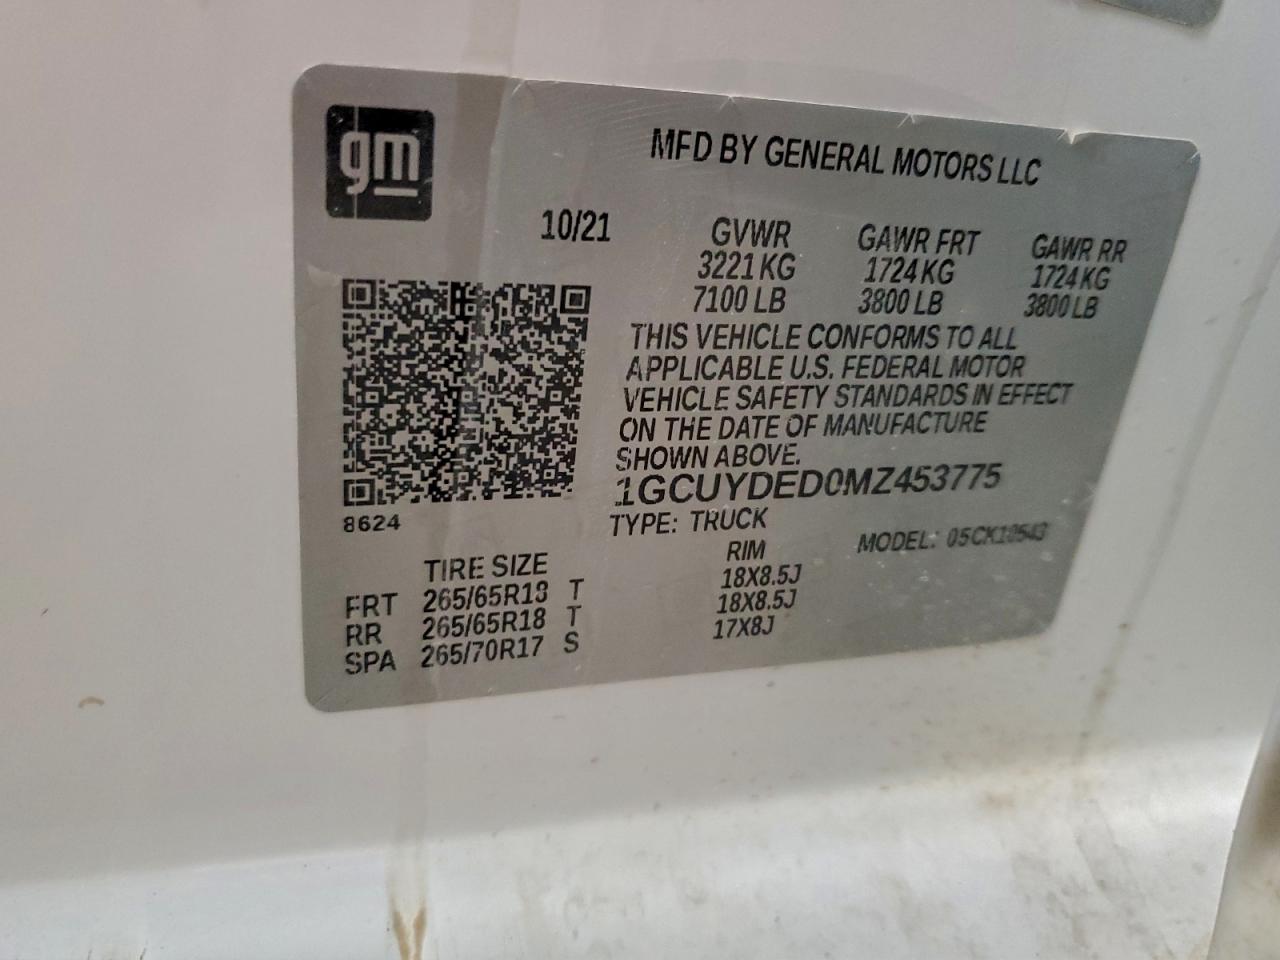 gm
MFD BY GENERAL MOTORS LLC
10/21
GVWR GAWR FRT GAWR RR
3221 KG 1724 KG 1724 KG
7100 LB 3800 LB 3800 LB
THIS VEHICLE CONFORMS TO ALL
APPLICABLE U.S. FEDERAL MOTOR
VEHICLE SAFETY STANDARDS IN EFFECT
ON THE DATE OF MANUFACTURE
SHOWN ABOVE.
1GCUYDED0MZ453775
8624
TYPE: TRUCK MODEL: 05CK10543
TIRE SIZE RIM
FRT 265/65R18 T 18X8.5J
RR 265/65R18 T 18X8.5J
SPA 265/70R17 S 17X8J